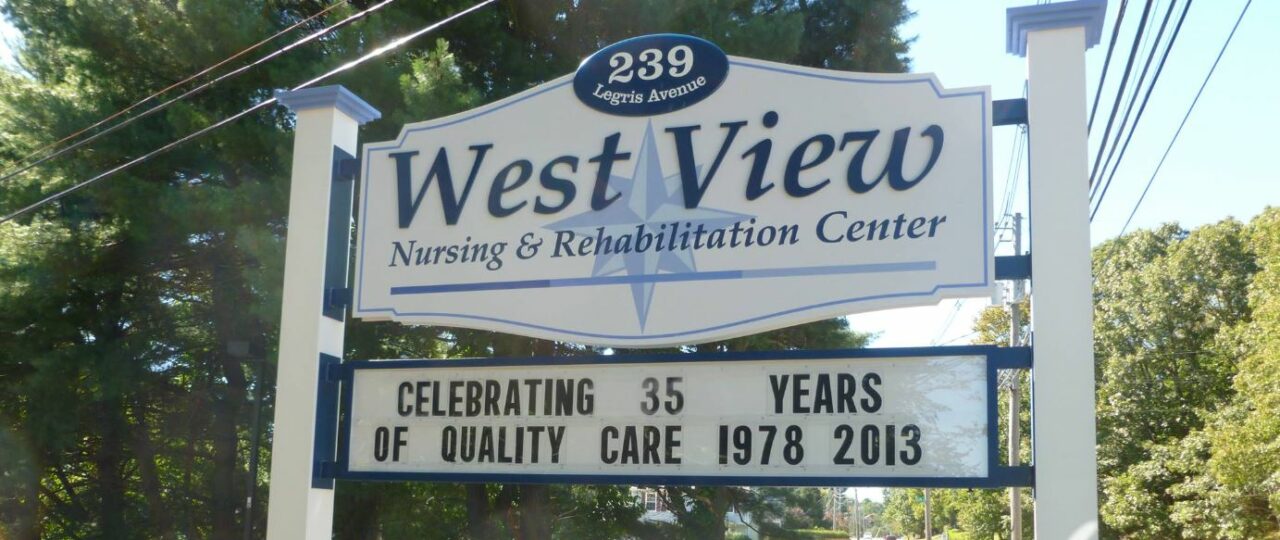 239
Legris Avenue
West View
Nursing & Rehabilitation Center
CELEBRATING 35 YEARS
OF QUALITY CARE 1978 2013